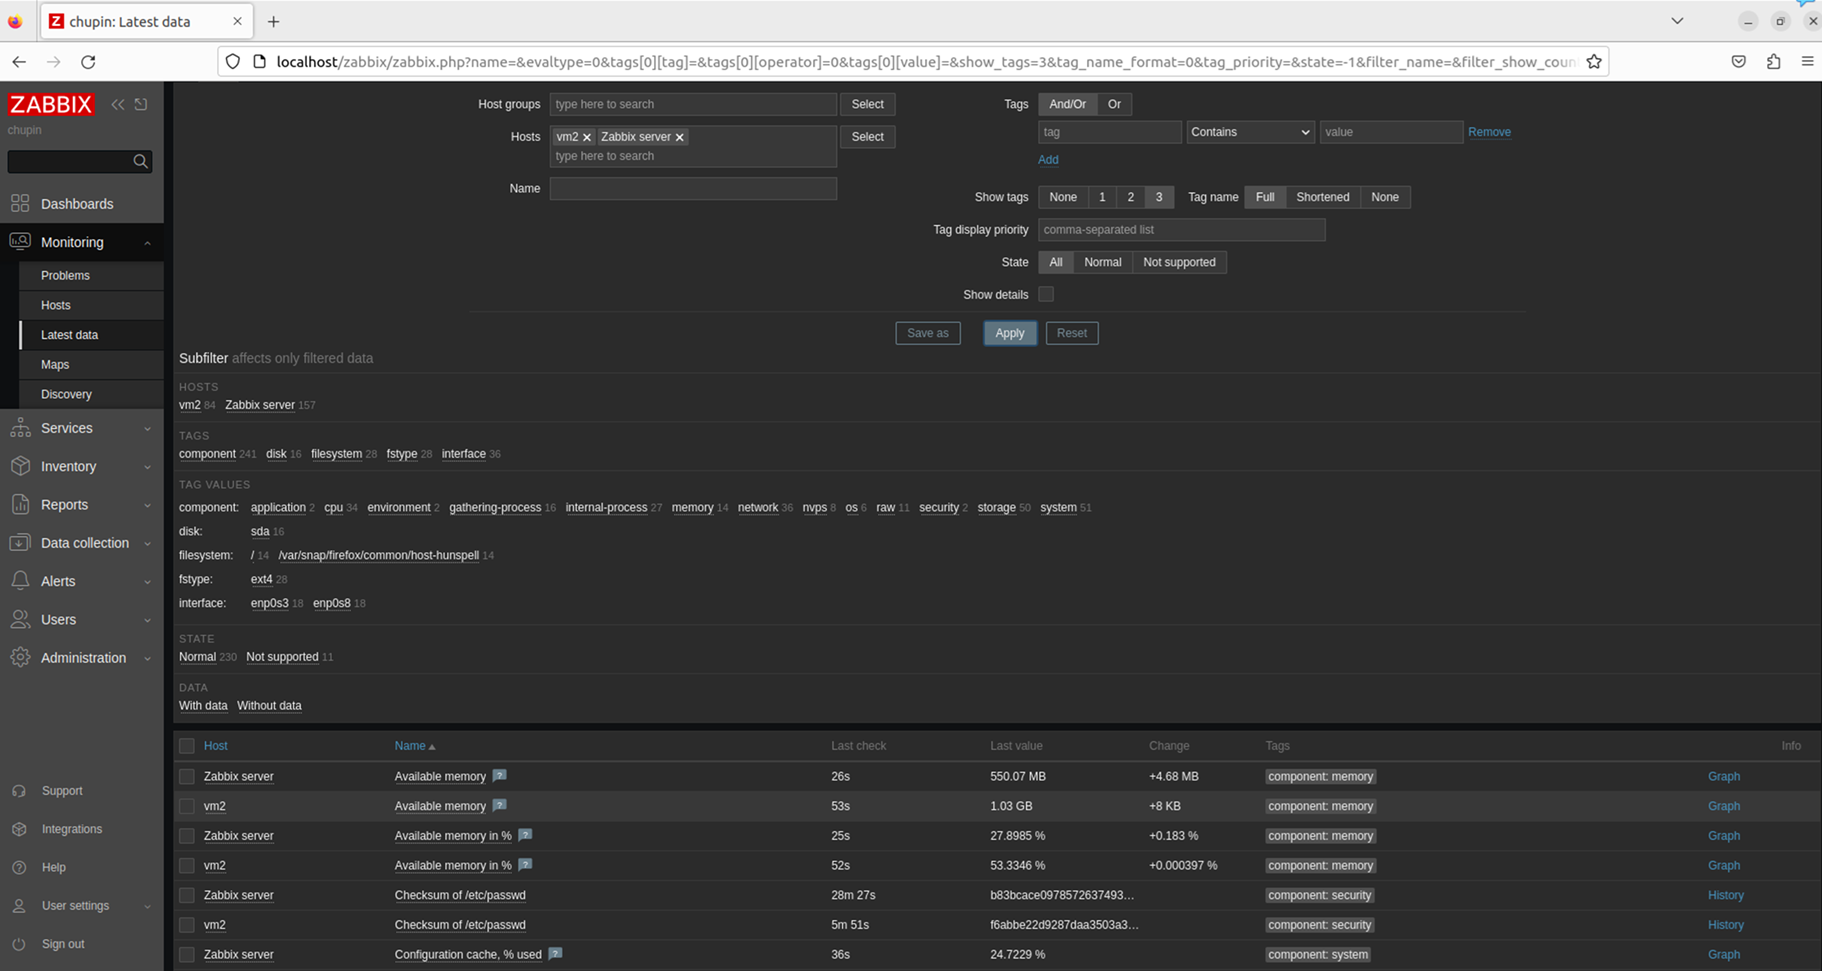 chupin: Latest data
localhost/zabbix/zabbix.php?name=&evaltype=0&tags[0][tag]=&tags[0][operator]=0&tags[0][value]=&show_tags=3&tag_name_format=0&tag_priority=&state=-1&filter_name=&filter_show_coun
ZABBIX
chupin
Dashboards
Monitoring
Problems
Hosts
Latest data
Maps
Discovery
Services
Inventory
Reports
Data collection
Alerts
Users
Administration
Support
Integrations
Help
User settings
Sign out
Host groups type here to search Select
Hosts vm2 Zabbix server Select
type here to search
Name
Tags And/Or Or
tag Contains value Remove
Add
Show tags None 1 2 3 Tag name Full Shortened None
Tag display priority comma-separated list
State All Normal Not supported
Show details
Save as Apply Reset
Subfilter affects only filtered data
HOSTS
vm2 84 Zabbix server 157
TAGS
component 241 disk 16 filesystem 28 fstype 28 interface 36
TAG VALUES
component: application 2 cpu 34 environment 2 gathering-process 16 internal-process 27 memory 14 network 36 nvps 8 os 6 raw 11 security 2 storage 50 system 51
disk: sda 16
filesystem: / 14 /var/snap/firefox/common/host-hunspell 14
fstype: ext4 28
interface: enp0s3 18 enp0s8 18
STATE
Normal 230 Not supported 11
DATA
With data Without data
Host Name Last check Last value Change Tags Info
Zabbix server Available memory 26s 550.07 MB +4.68 MB component: memory Graph
vm2 Available memory 53s 1.03 GB +8 KB component: memory Graph
Zabbix server Available memory in % 25s 27.8985 % +0.183 % component: memory Graph
vm2 Available memory in % 52s 53.3346 % +0.000397 % component: memory Graph
Zabbix server Checksum of /etc/passwd 28m 27s b83bcace0978572637493... component: security History
vm2 Checksum of /etc/passwd 5m 51s f6abbe22d9287daa3503a3... component: security History
Zabbix server Configuration cache, % used 36s 24.7229 % component: system Graph